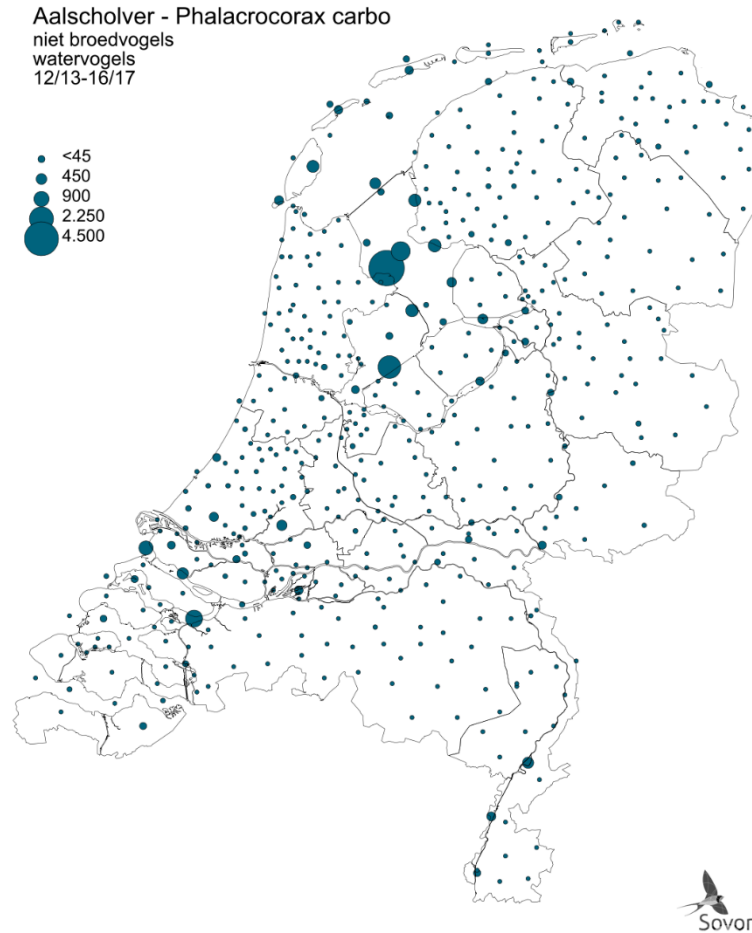 Aalscholver - Phalacrocorax carbo
niet broedvogels
watervogels
12/13-16/17
<45
450
900
2.250
4.500
Sovon